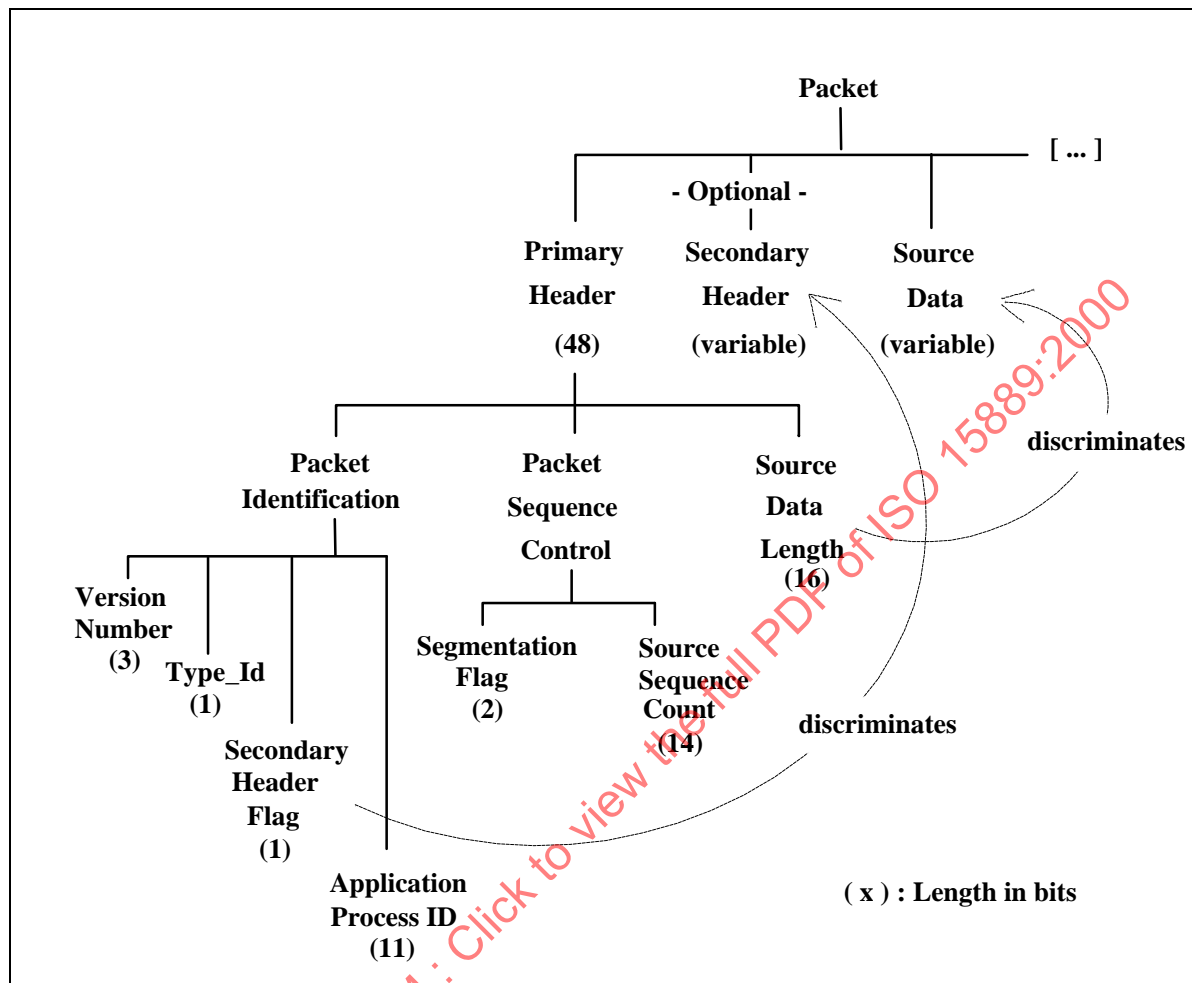 Packet
[ ... ]
- Optional -
Primary
Header
(48)
Secondary
Header
(variable)
Source
Data
(variable)
discriminates
Packet
Identification
Packet
Sequence
Control
Source
Data
Length
(16)
Version
Number
(3)
Type_Id
(1)
Secondary
Header
Flag
(1)
Application
Process ID
(11)
Segmentation
Flag
(2)
Source
Sequence
Count
(14)
discriminates
( x ) : Length in bits
: Click to view the full PDF of ISO 15889:2000